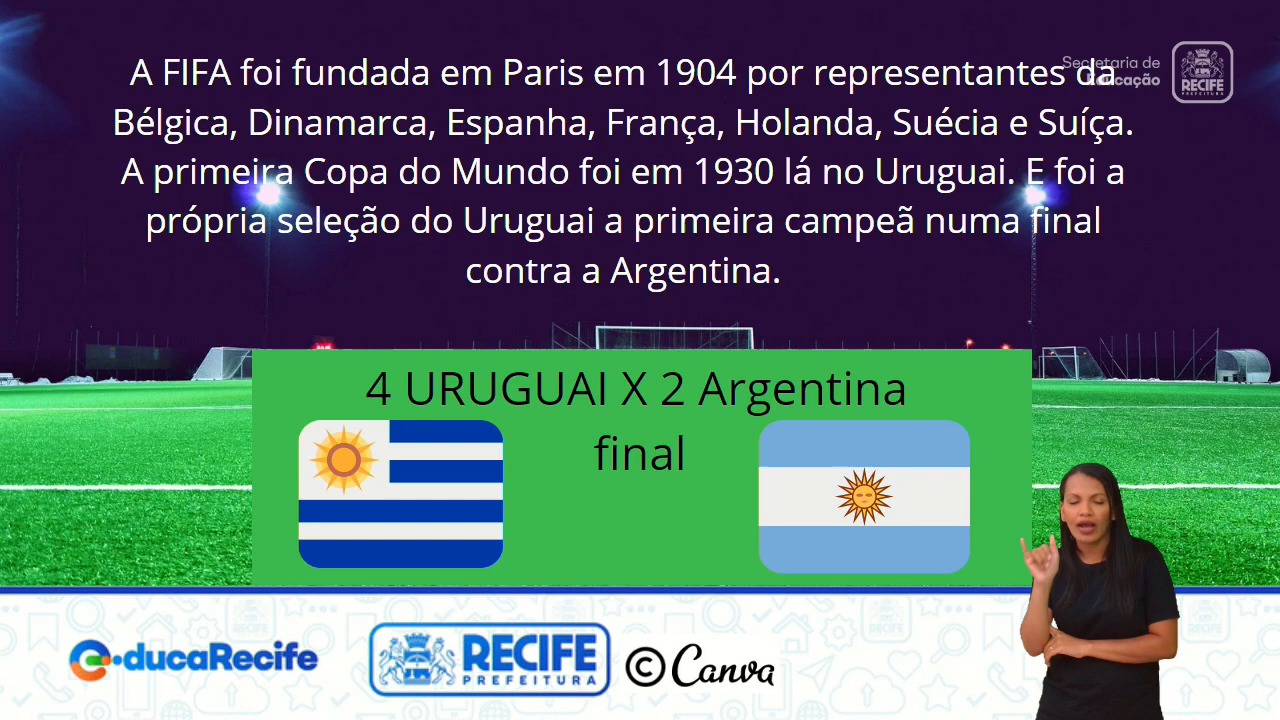 A FIFA foi fundada em Paris em 1904 por representantes da
Secretaria de
Educação
RECIFE
PREFEITURA
Bélgica, Dinamarca, Espanha, França, Holanda, Suécia e Suíça.
A primeira Copa do Mundo foi em 1930 lá no Uruguai. E foi a
própria seleção do Uruguai a primeira campeã numa final
contra a Argentina.
4 URUGUAI X 2 Argentina
final
EducaRecife
RECIFE
PREFEITURA
© Canva